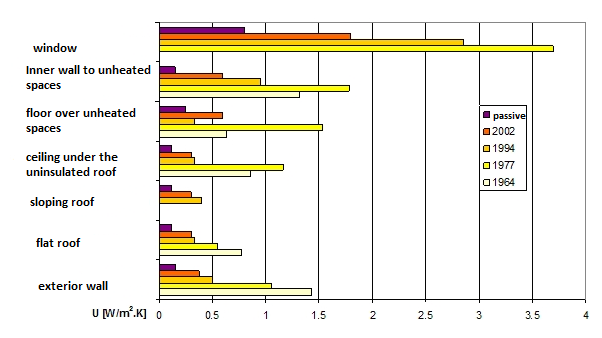 window
Inner wall to unheated
spaces
floor over unheated
spaces
ceiling under the
uninsulated roof
sloping roof
flat roof
exterior wall
passive
2002
1994
1977
1964
U [W/m².K]
0 0.5 1 1.5 2 2.5 3 3.5 4